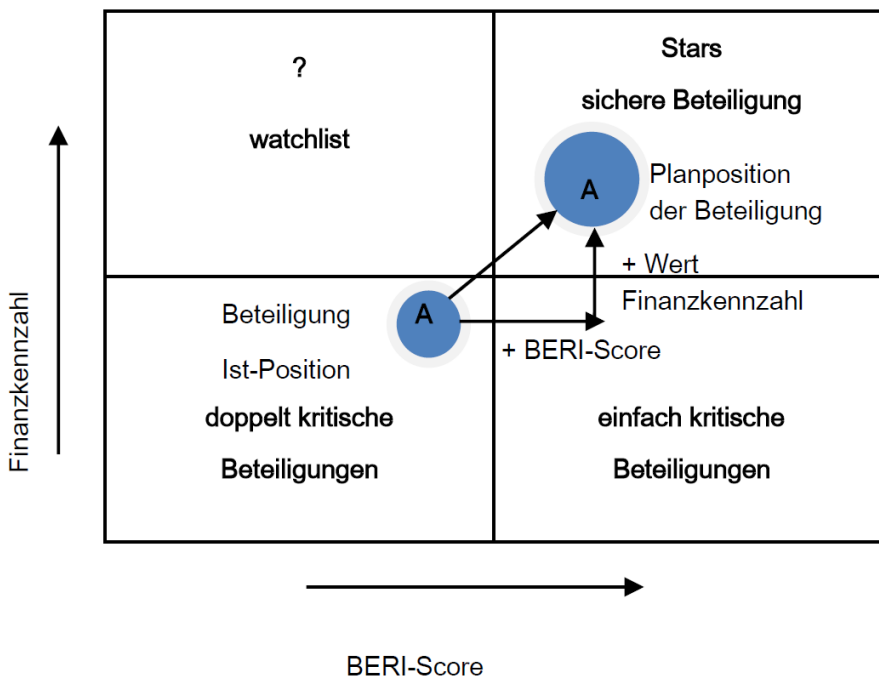 ?
watchlist
Stars
sichere Beteiligung
A
Planposition
der Beteiligung
+ Wert
Finanzkennzahl
A
Beteiligung
Ist-Position
+ BERI-Score
doppelt kritische
Beteiligungen
einfach kritische
Beteiligungen
Finanzkennzahl
BERI-Score